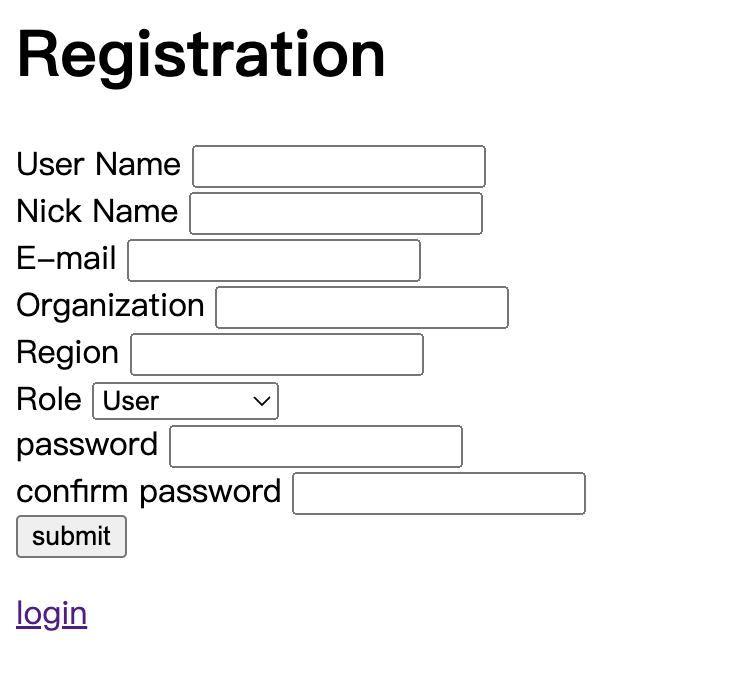 Registration
User Name
Nick Name
E-mail
Organization
Region
Role User
password
confirm password
submit
login